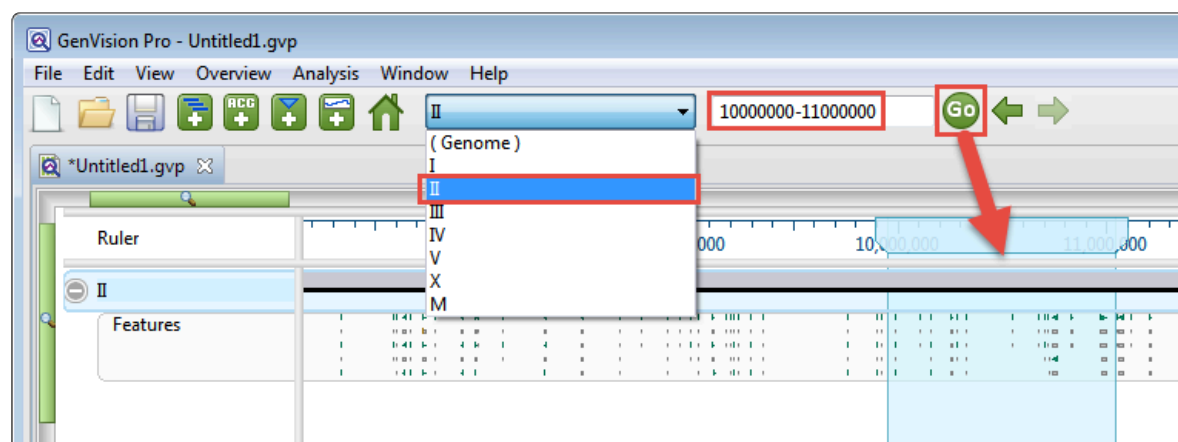 GenVision Pro - Untitled1.gvp
File Edit View Overview Analysis Window Help
ACG II 10000000-11000000 Go
( Genome )
*Untitled1.gvp
I
II
III
Ruler IV 000 10,000,000 11,000,000
V
II X
M
Features